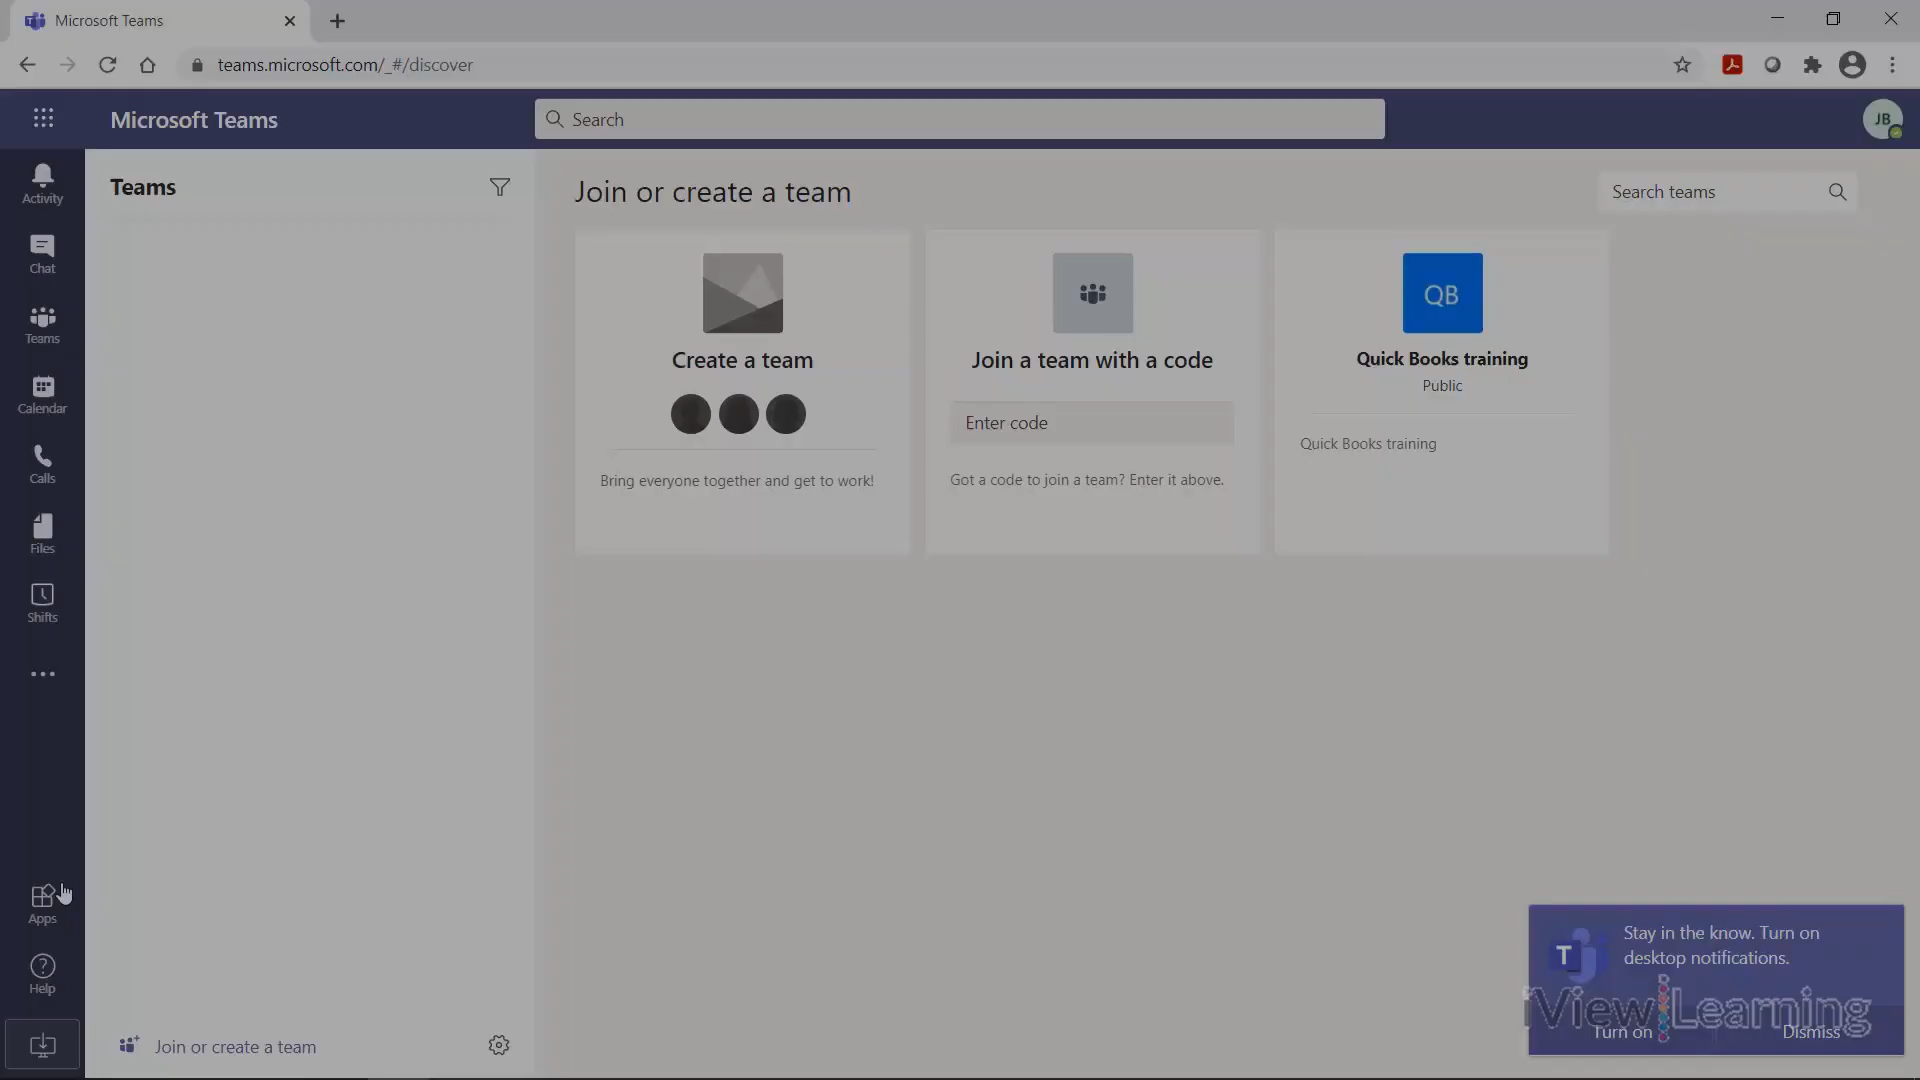 Microsoft Teams
teams.microsoft.com/_#/discover
Microsoft Teams
Search
JB
Activity
Chat
Teams
Calendar
Calls
Files
Shifts
Apps
Help
Teams
Join or create a team
Join or create a team
Search teams
Create a team
Bring everyone together and get to work!
Join a team with a code
Enter code
Got a code to join a team? Enter it above.
QB
Quick Books training
Public
Quick Books training
T
Stay in the know. Turn on
desktop notifications.
iView Learning
Turn on
Dismiss